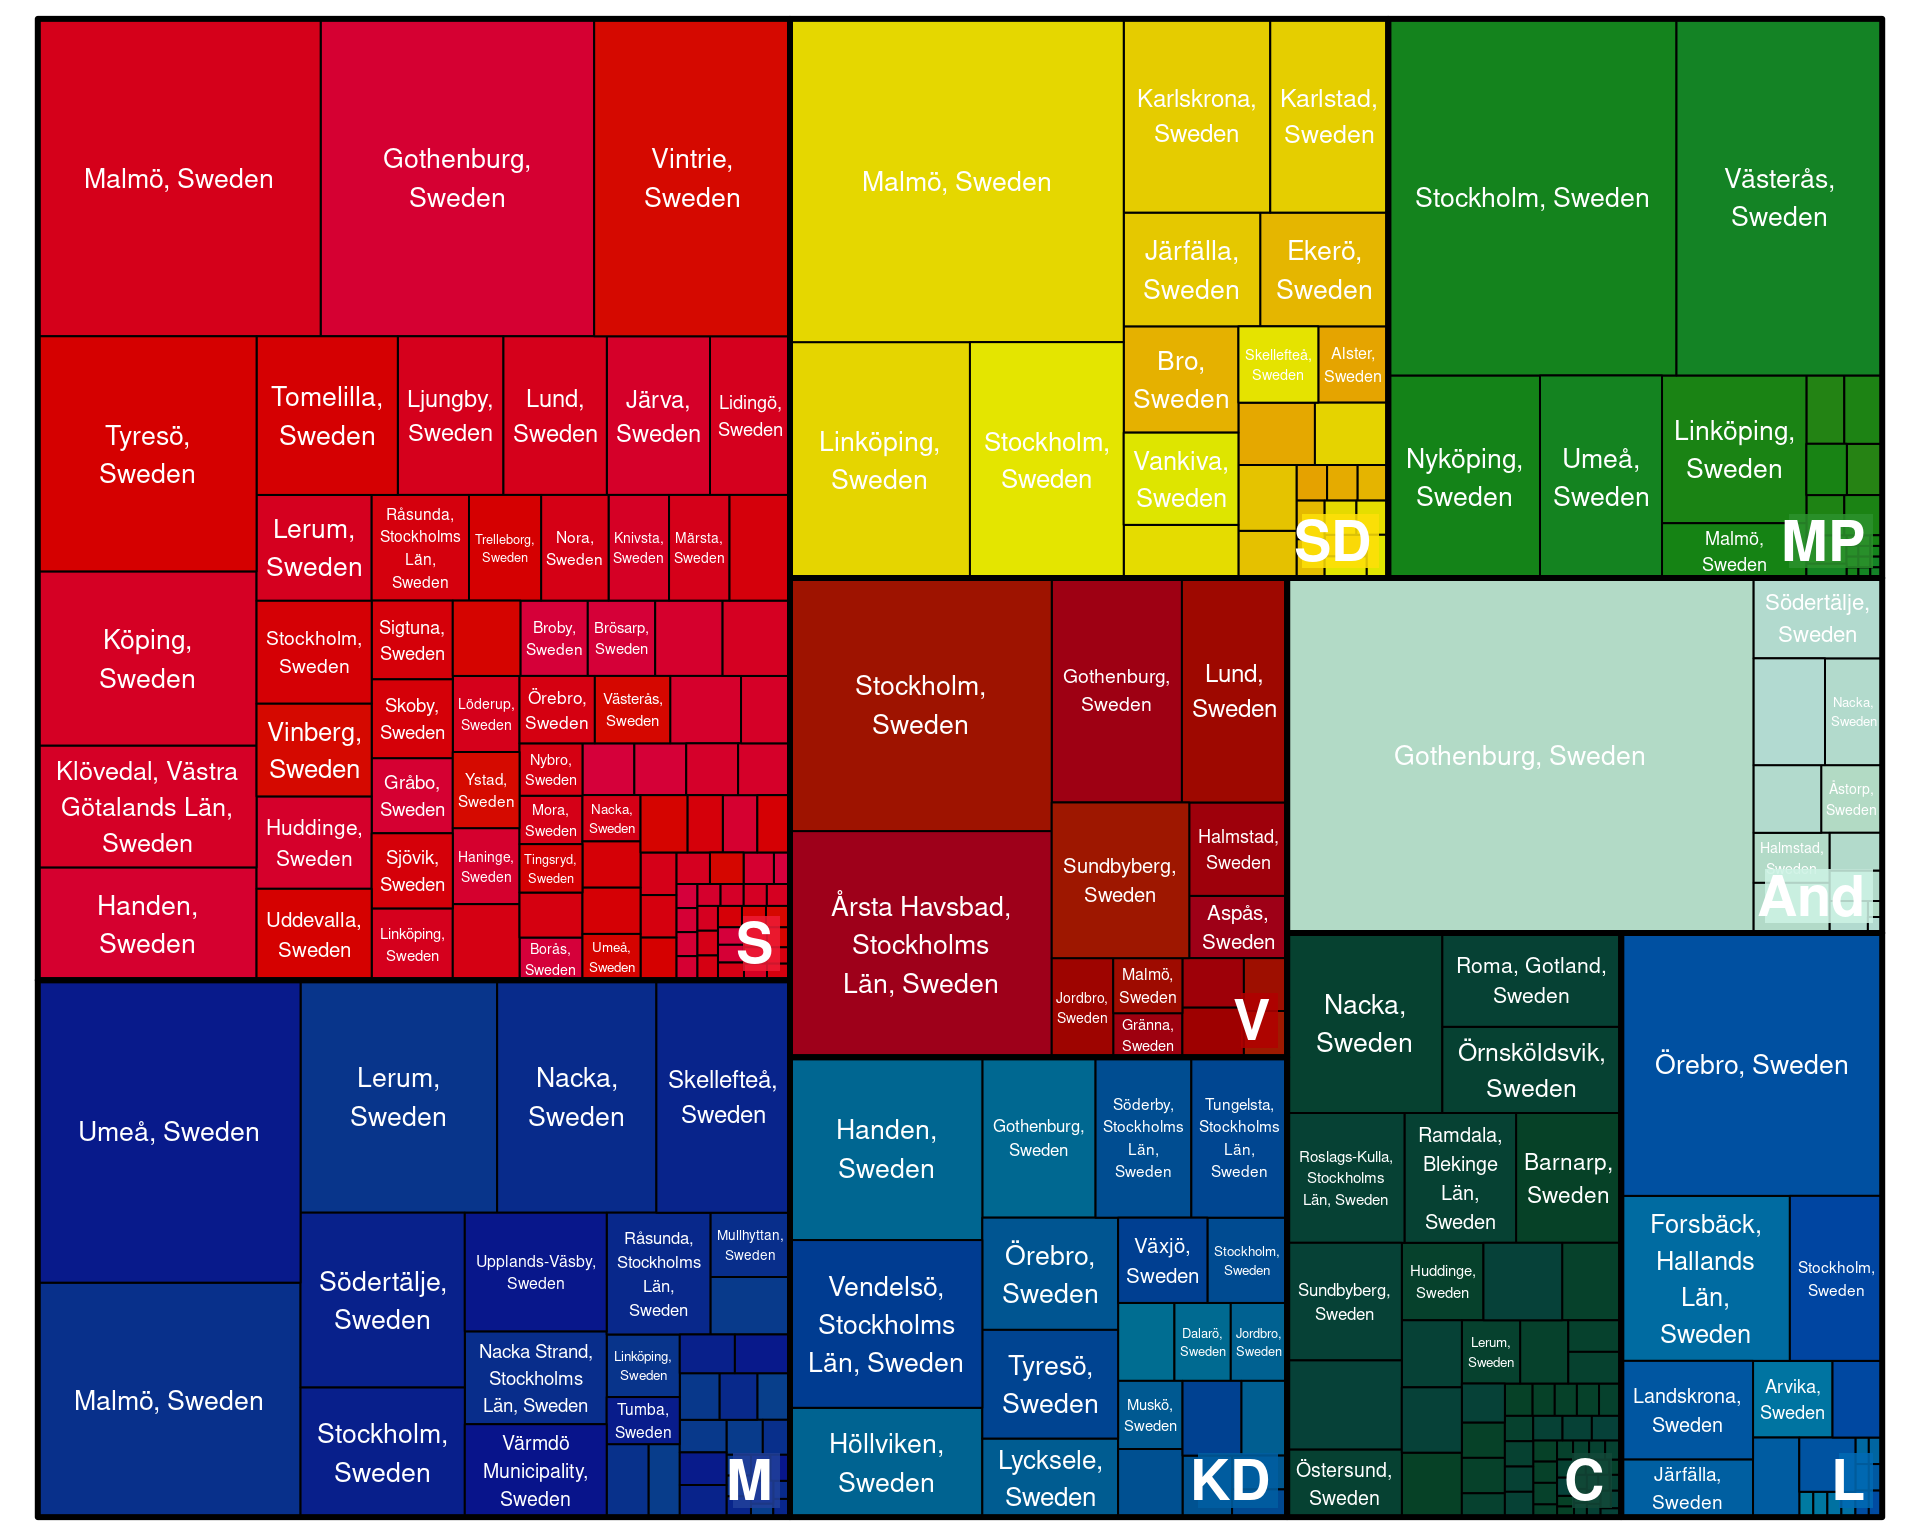 Malmö, Sweden
Gothenburg,
Sweden
Vintrie,
Sweden
Tyresö,
Sweden
Tomelilla,
Sweden
Ljungby,
Sweden
Lund,
Sweden
Järva,
Sweden
Lidingö,
Sweden
Lerum,
Sweden
Råsunda,
Stockholms
Län,
Sweden
Trelleborg,
Sweden
Nora,
Sweden
Knivsta,
Sweden
Märsta,
Sweden
Köping,
Sweden
Stockholm,
Sweden
Sigtuna,
Sweden
Broby,
Sweden
Brösarp,
Sweden
Skoby,
Sweden
Löderup,
Sweden
Örebro,
Sweden
Västerås,
Sweden
Vinberg,
Sweden
Klövedal, Västra
Götalands Län,
Sweden
Gråbo,
Sweden
Ystad,
Sweden
Nybro,
Sweden
Huddinge,
Sweden
Mora,
Sweden
Nacka,
Sweden
Sjövik,
Sweden
Haninge,
Sweden
Tingsryd,
Sweden
Handen,
Sweden
Uddevalla,
Sweden
Linköping,
Sweden
Borås,
Sweden
Umeå,
Sweden
S
Malmö, Sweden
Karlskrona,
Sweden
Karlstad,
Sweden
Järfälla,
Sweden
Ekerö,
Sweden
Linköping,
Sweden
Stockholm,
Sweden
Bro,
Sweden
Skellefteå,
Sweden
Alster,
Sweden
Vankiva,
Sweden
SD
Stockholm, Sweden
Västerås,
Sweden
Nyköping,
Sweden
Umeå,
Sweden
Linköping,
Sweden
Malmö,
Sweden
MP
Stockholm,
Sweden
Gothenburg,
Sweden
Lund,
Sweden
Årsta Havsbad,
Stockholms
Län, Sweden
Sundbyberg,
Sweden
Halmstad,
Sweden
Aspås,
Sweden
Jordbro,
Sweden
Malmö,
Sweden
Gränna,
Sweden
V
Gothenburg, Sweden
Södertälje,
Sweden
Nacka,
Sweden
Åstorp,
Sweden
Halmstad,
Sweden
And
Umeå, Sweden
Lerum,
Sweden
Nacka,
Sweden
Skellefteå,
Sweden
Malmö, Sweden
Södertälje,
Sweden
Upplands-Väsby,
Sweden
Råsunda,
Stockholms
Län,
Sweden
Mullhyttan,
Sweden
Nacka Strand,
Stockholms
Län, Sweden
Linköping,
Sweden
Stockholm,
Sweden
Värmdö
Municipality,
Sweden
Tumba,
Sweden
M
Handen,
Sweden
Gothenburg,
Sweden
Söderby,
Stockholms
Län,
Sweden
Tungelsta,
Stockholms
Län,
Sweden
Vendelsö,
Stockholms
Län, Sweden
Örebro,
Sweden
Växjö,
Sweden
Stockholm,
Sweden
Tyresö,
Sweden
Dalarö,
Sweden
Jordbro,
Sweden
Höllviken,
Sweden
Lycksele,
Sweden
Muskö,
Sweden
KD
Nacka,
Sweden
Roma, Gotland,
Sweden
Örnsköldsvik,
Sweden
Roslags-Kulla,
Stockholms
Län, Sweden
Ramdala,
Blekinge
Län,
Sweden
Barnarp,
Sweden
Sundbyberg,
Sweden
Huddinge,
Sweden
Lerum,
Sweden
Östersund,
Sweden
C
Örebro, Sweden
Forsbäck,
Hallands
Län,
Sweden
Stockholm,
Sweden
Landskrona,
Sweden
Arvika,
Sweden
Järfälla,
Sweden
L